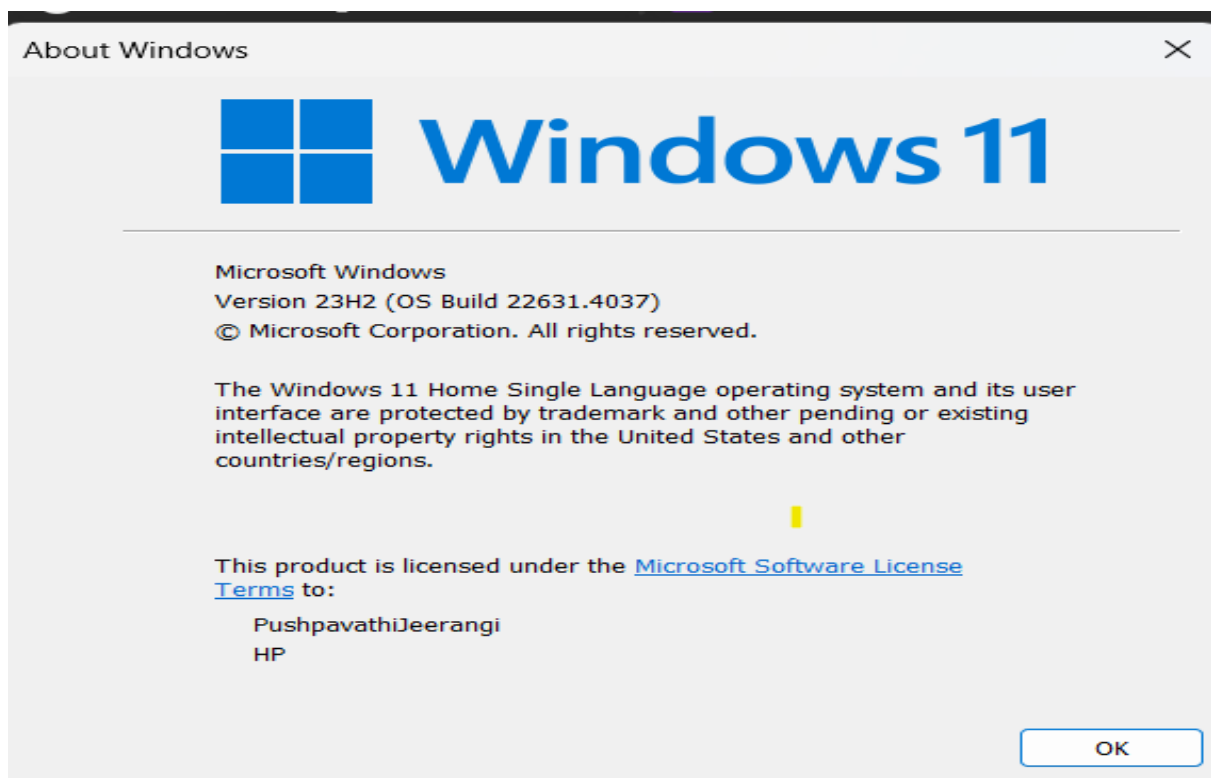 About Windows
Windows 11
Microsoft Windows
Version 23H2 (OS Build 22631.4037)
© Microsoft Corporation. All rights reserved.
The Windows 11 Home Single Language operating system and its user
interface are protected by trademark and other pending or existing
intellectual property rights in the United States and other
countries/regions.
This product is licensed under the Microsoft Software License
Terms to:
PushpavathiJeerangi
HP
OK